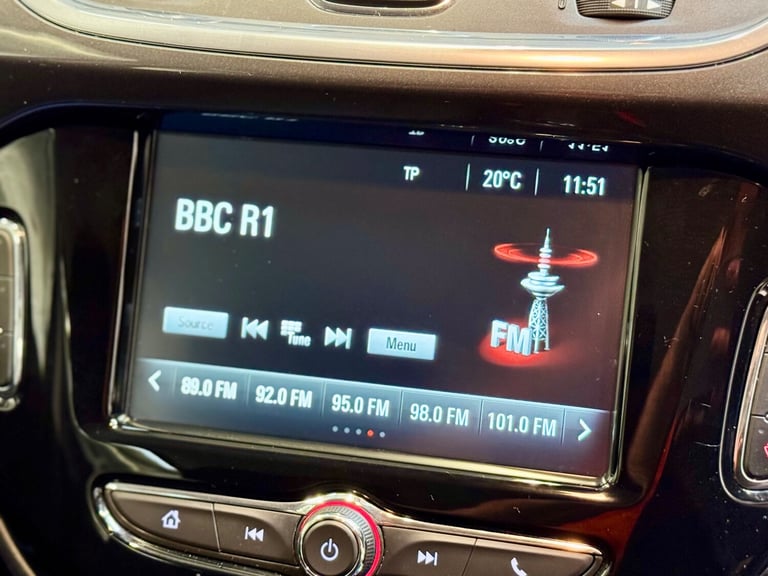 TP 20°C 11:51
BBC R1
FM
Source Tune Menu
89.0 FM 92.0 FM 95.0 FM 98.0 FM 101.0 FM